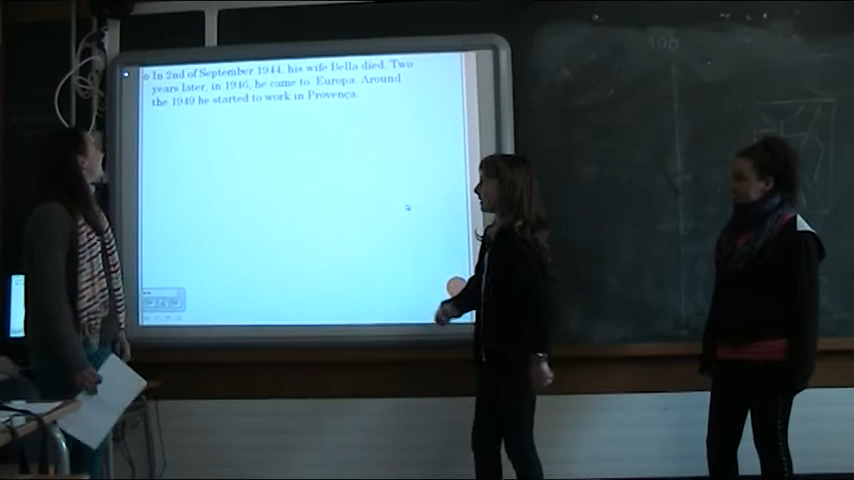 In 2nd of September 1944, his wife Bella died. Two
years later, in 1946, he came to Europa. Around
the 1949 he started to work in Provença.